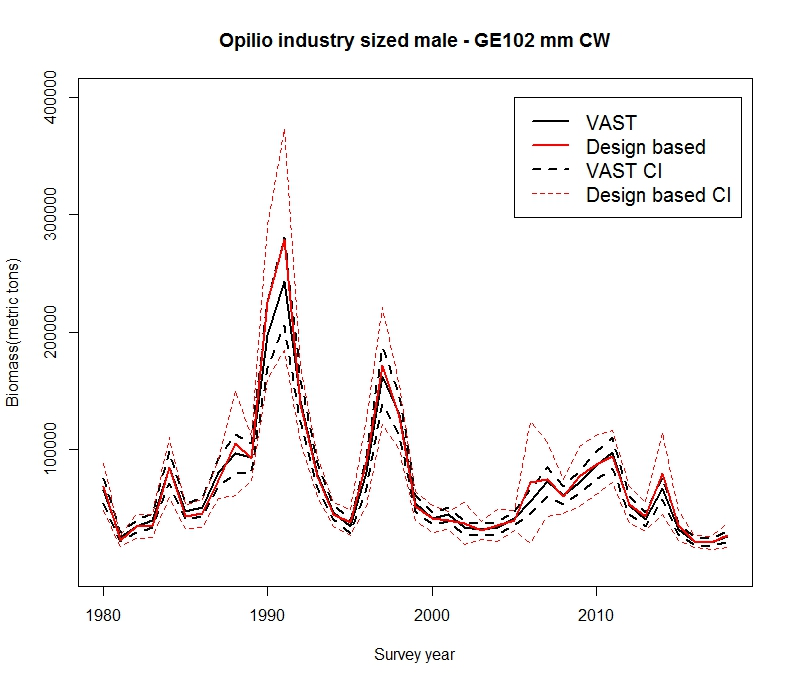 Opilio industry sized male - GE102 mm CW
400000
300000
200000
100000
Biomass(metric tons)
VAST
Design based
VAST CI
Design based CI
1980
1990
2000
2010
Survey year